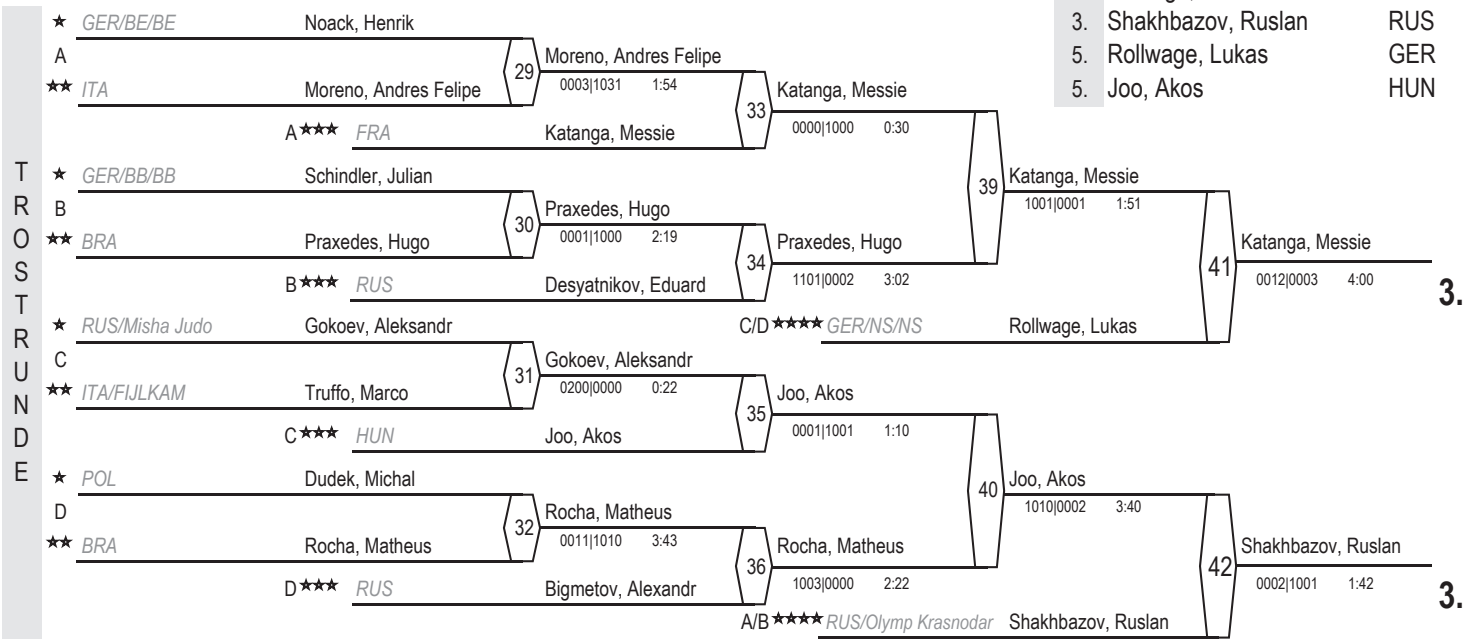 3. Shakhbazov, Ruslan RUS
5. Rollwage, Lukas GER
5. Joo, Akos HUN
TROSTRUNDE
GER/BE/BE Noack, Henrik
A
29 Moreno, Andres Felipe
0003|1031 1:54
ITA Moreno, Andres Felipe
33 Katanga, Messie
0000|1000 0:30
A FRA Katanga, Messie
GER/BB/BB Schindler, Julian
39 Katanga, Messie
1001|0001 1:51
B
30 Praxedes, Hugo
0001|1000 2:19
BRA Praxedes, Hugo
34 Praxedes, Hugo
1101|0002 3:02
41 Katanga, Messie
0012|0003 4:00
3.
B RUS Desyatnikov, Eduard
RUS/Misha Judo Gokoev, Aleksandr
C/D GER/NS/NS Rollwage, Lukas
C
31 Gokoev, Aleksandr
0200|0000 0:22
ITA/FIJLKAM Truffo, Marco
35 Joo, Akos
0001|1001 1:10
C HUN Joo, Akos
POL Dudek, Michal
40 Joo, Akos
1010|0002 3:40
D
32 Rocha, Matheus
0011|1010 3:43
BRA Rocha, Matheus
36 Rocha, Matheus
1003|0000 2:22
42 Shakhbazov, Ruslan
0002|1001 1:42
3.
D RUS Bigmetov, Alexandr
A/B RUS/Olymp Krasnodar Shakhbazov, Ruslan